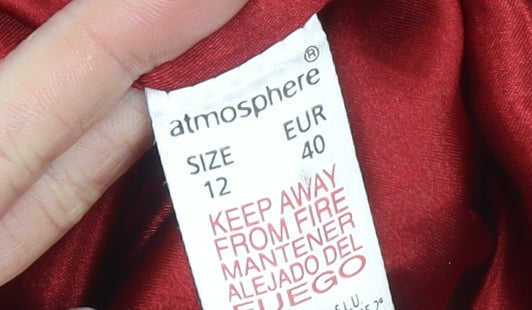 atmosphere®
SIZE EUR
12 40
KEEP AWAY
FROM FIRE
MANTENER
ALEJADO DEL
FUEGO
S.L.U.